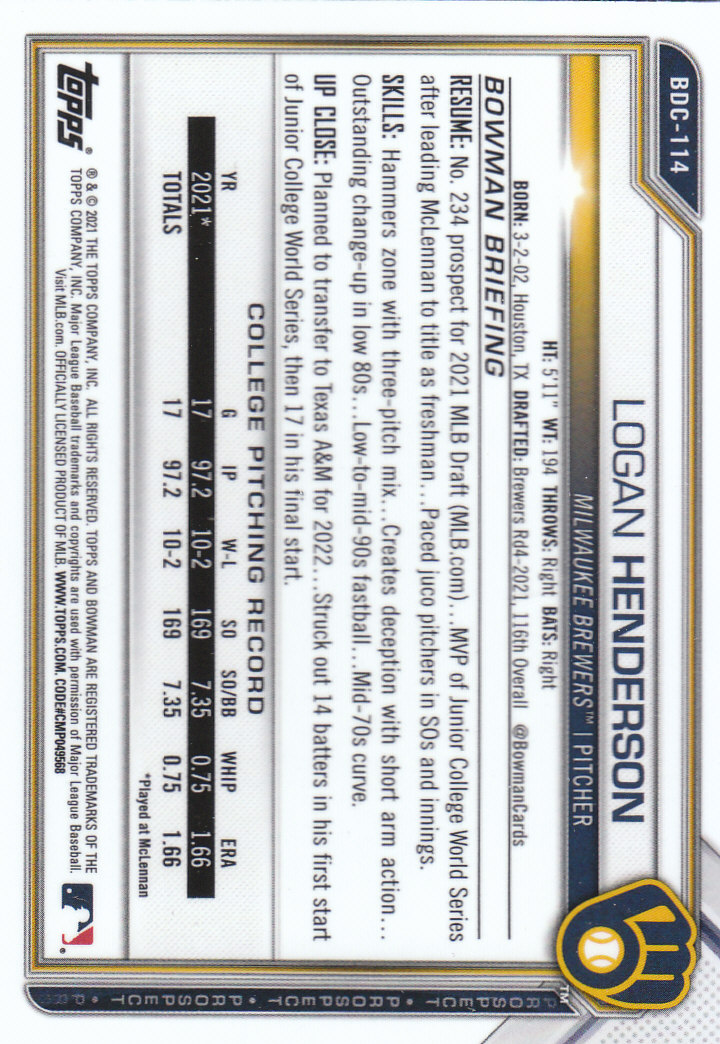 BDC-114
LOGAN HENDERSON
MILWAUKEE BREWERS™ | PITCHER
HT: 5'11" WT: 194 THROWS: Right BATS: Right
BORN: 3-2-02, Houston, TX DRAFTED: Brewers Rd4-2021, 116th Overall @BowmanCards
BOWMAN BRIEFING
RESUME: No. 234 prospect for 2021 MLB Draft (MLB.com)...MVP of Junior College World Series
after leading McLennan to title as freshman...Paced juco pitchers in SOs and innings.
SKILLS: Hammers zone with three-pitch mix...Creates deception with short arm action...
Outstanding change-up in low 80s...Low-to-mid-90s fastball...Mid-70s curve.
UP CLOSE: Planned to transfer to Texas A&M for 2022...Struck out 14 batters in his first start
of Junior College World Series, then 17 in his final start.
COLLEGE PITCHING RECORD
YR G IP W-L SO SO/BB WHIP ERA
2021* 17 97.2 10-2 169 7.35 0.75 1.66
TOTALS 17 97.2 10-2 169 7.35 0.75 1.66
*Played at McLennan
topps®
® & © 2021 THE TOPPS COMPANY, INC. ALL RIGHTS RESERVED. TOPPS AND BOWMAN ARE REGISTERED TRADEMARKS OF THE
TOPPS COMPANY, INC. Major League Baseball trademarks and copyrights are used with permission of Major League Baseball.
Visit MLB.com. OFFICIALLY LICENSED PRODUCT OF MLB. WWW.TOPPS.COM. CODE#CMP049568
™
PROSPECT • PROSPECT • PROSPECT • PR